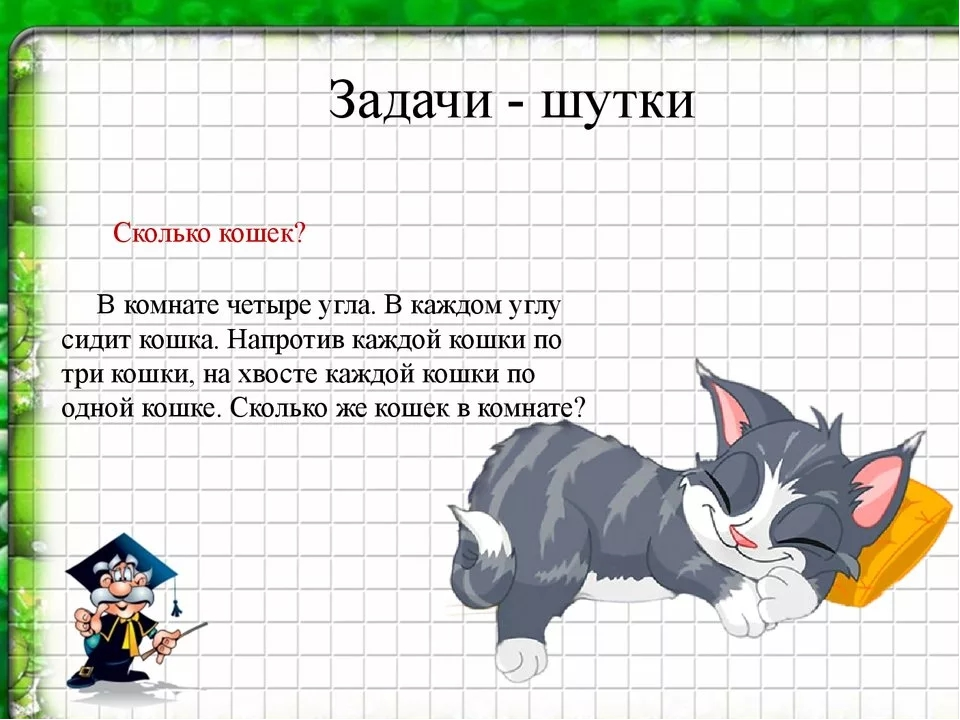 Задачи - шутки
Сколько кошек?
В комнате четыре угла. В каждом углу
сидит кошка. Напротив каждой кошки по
три кошки, на хвосте каждой кошки по
одной кошке. Сколько же кошек в комнате?